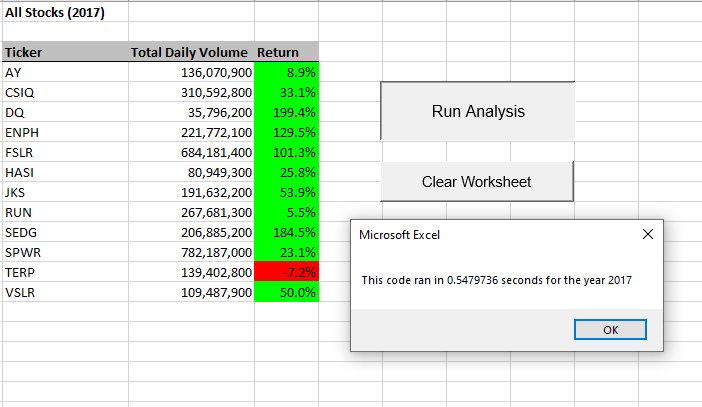 All Stocks (2017)
Ticker Total Daily Volume Return
AY 136,070,900 8.9%
CSIQ 310,592,800 33.1%
DQ 35,796,200 199.4%
ENPH 221,772,100 129.5%
FSLR 684,181,400 101.3%
HASI 80,949,300 25.8%
JKS 191,632,200 53.9%
RUN 267,681,300 5.5%
SEDG 206,885,200 184.5%
SPWR 782,187,000 23.1%
TERP 139,402,800 -7.2%
VSLR 109,487,900 50.0%
Run Analysis
Clear Worksheet
Microsoft Excel
This code ran in 0.5479736 seconds for the year 2017
OK